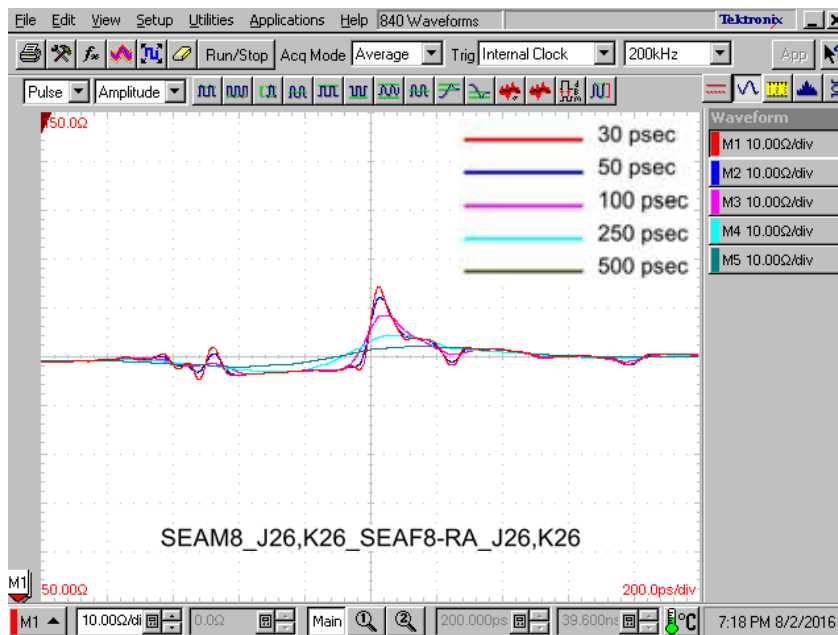 File Edit View Setup Utilities Applications Help 840 Waveforms Tektronix
Run/Stop Acq Mode Average Trig Internal Clock 200kHz App
Pulse Amplitude
50.0Ω
Waveform
30 psec
M1 10.00Ω/div
50 psec
M2 10.00Ω/div
100 psec
M3 10.00Ω/div
250 psec
M4 10.00Ω/div
500 psec
M5 10.00Ω/div
SEAM8_J26,K26_SEAF8-RA_J26,K26
M1
50.00Ω 200.0ps/div
M1 10.00Ω/di 0.0Ω Main 1 2 200.000ps 39.600ns °C 7:18 PM 8/2/2016